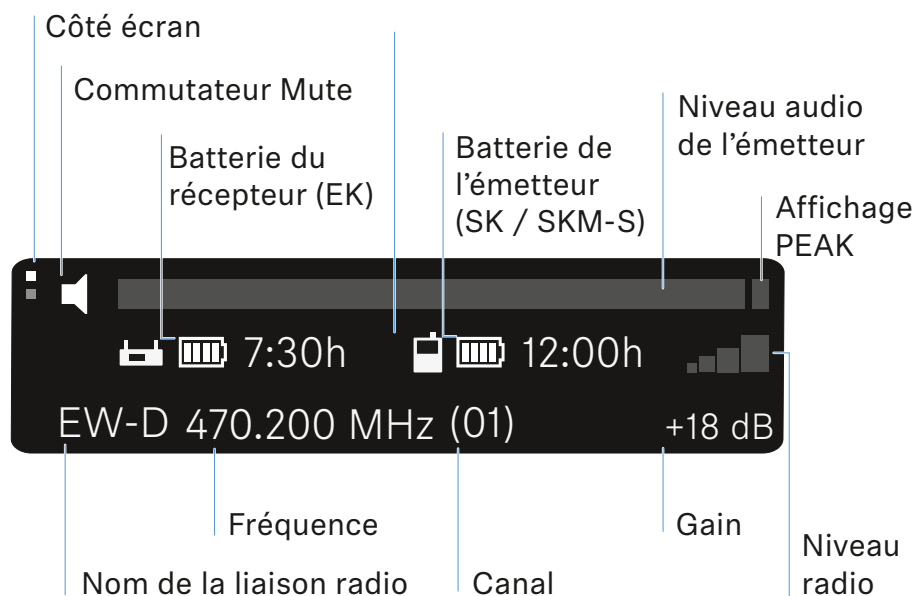 Côté écran
Commutateur Mute
Batterie du
récepteur (EK)
Batterie de
l'émetteur
(SK / SKM-S)
Niveau audio
de l'émetteur
Affichage
PEAK
7:30h
12:00h
EW-D 470.200 MHz (01)
+18 dB
Fréquence
Gain
Nom de la liaison radio
Canal
Niveau
radio